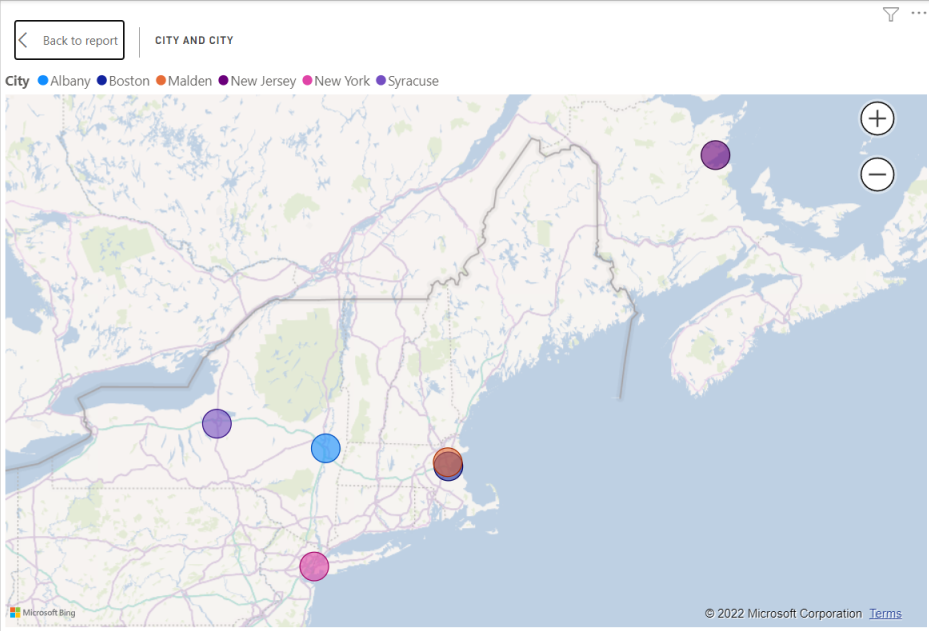 Back to report
CITY AND CITY
City Albany Boston Malden New Jersey New York Syracuse
Microsoft Bing
© 2022 Microsoft Corporation Terms